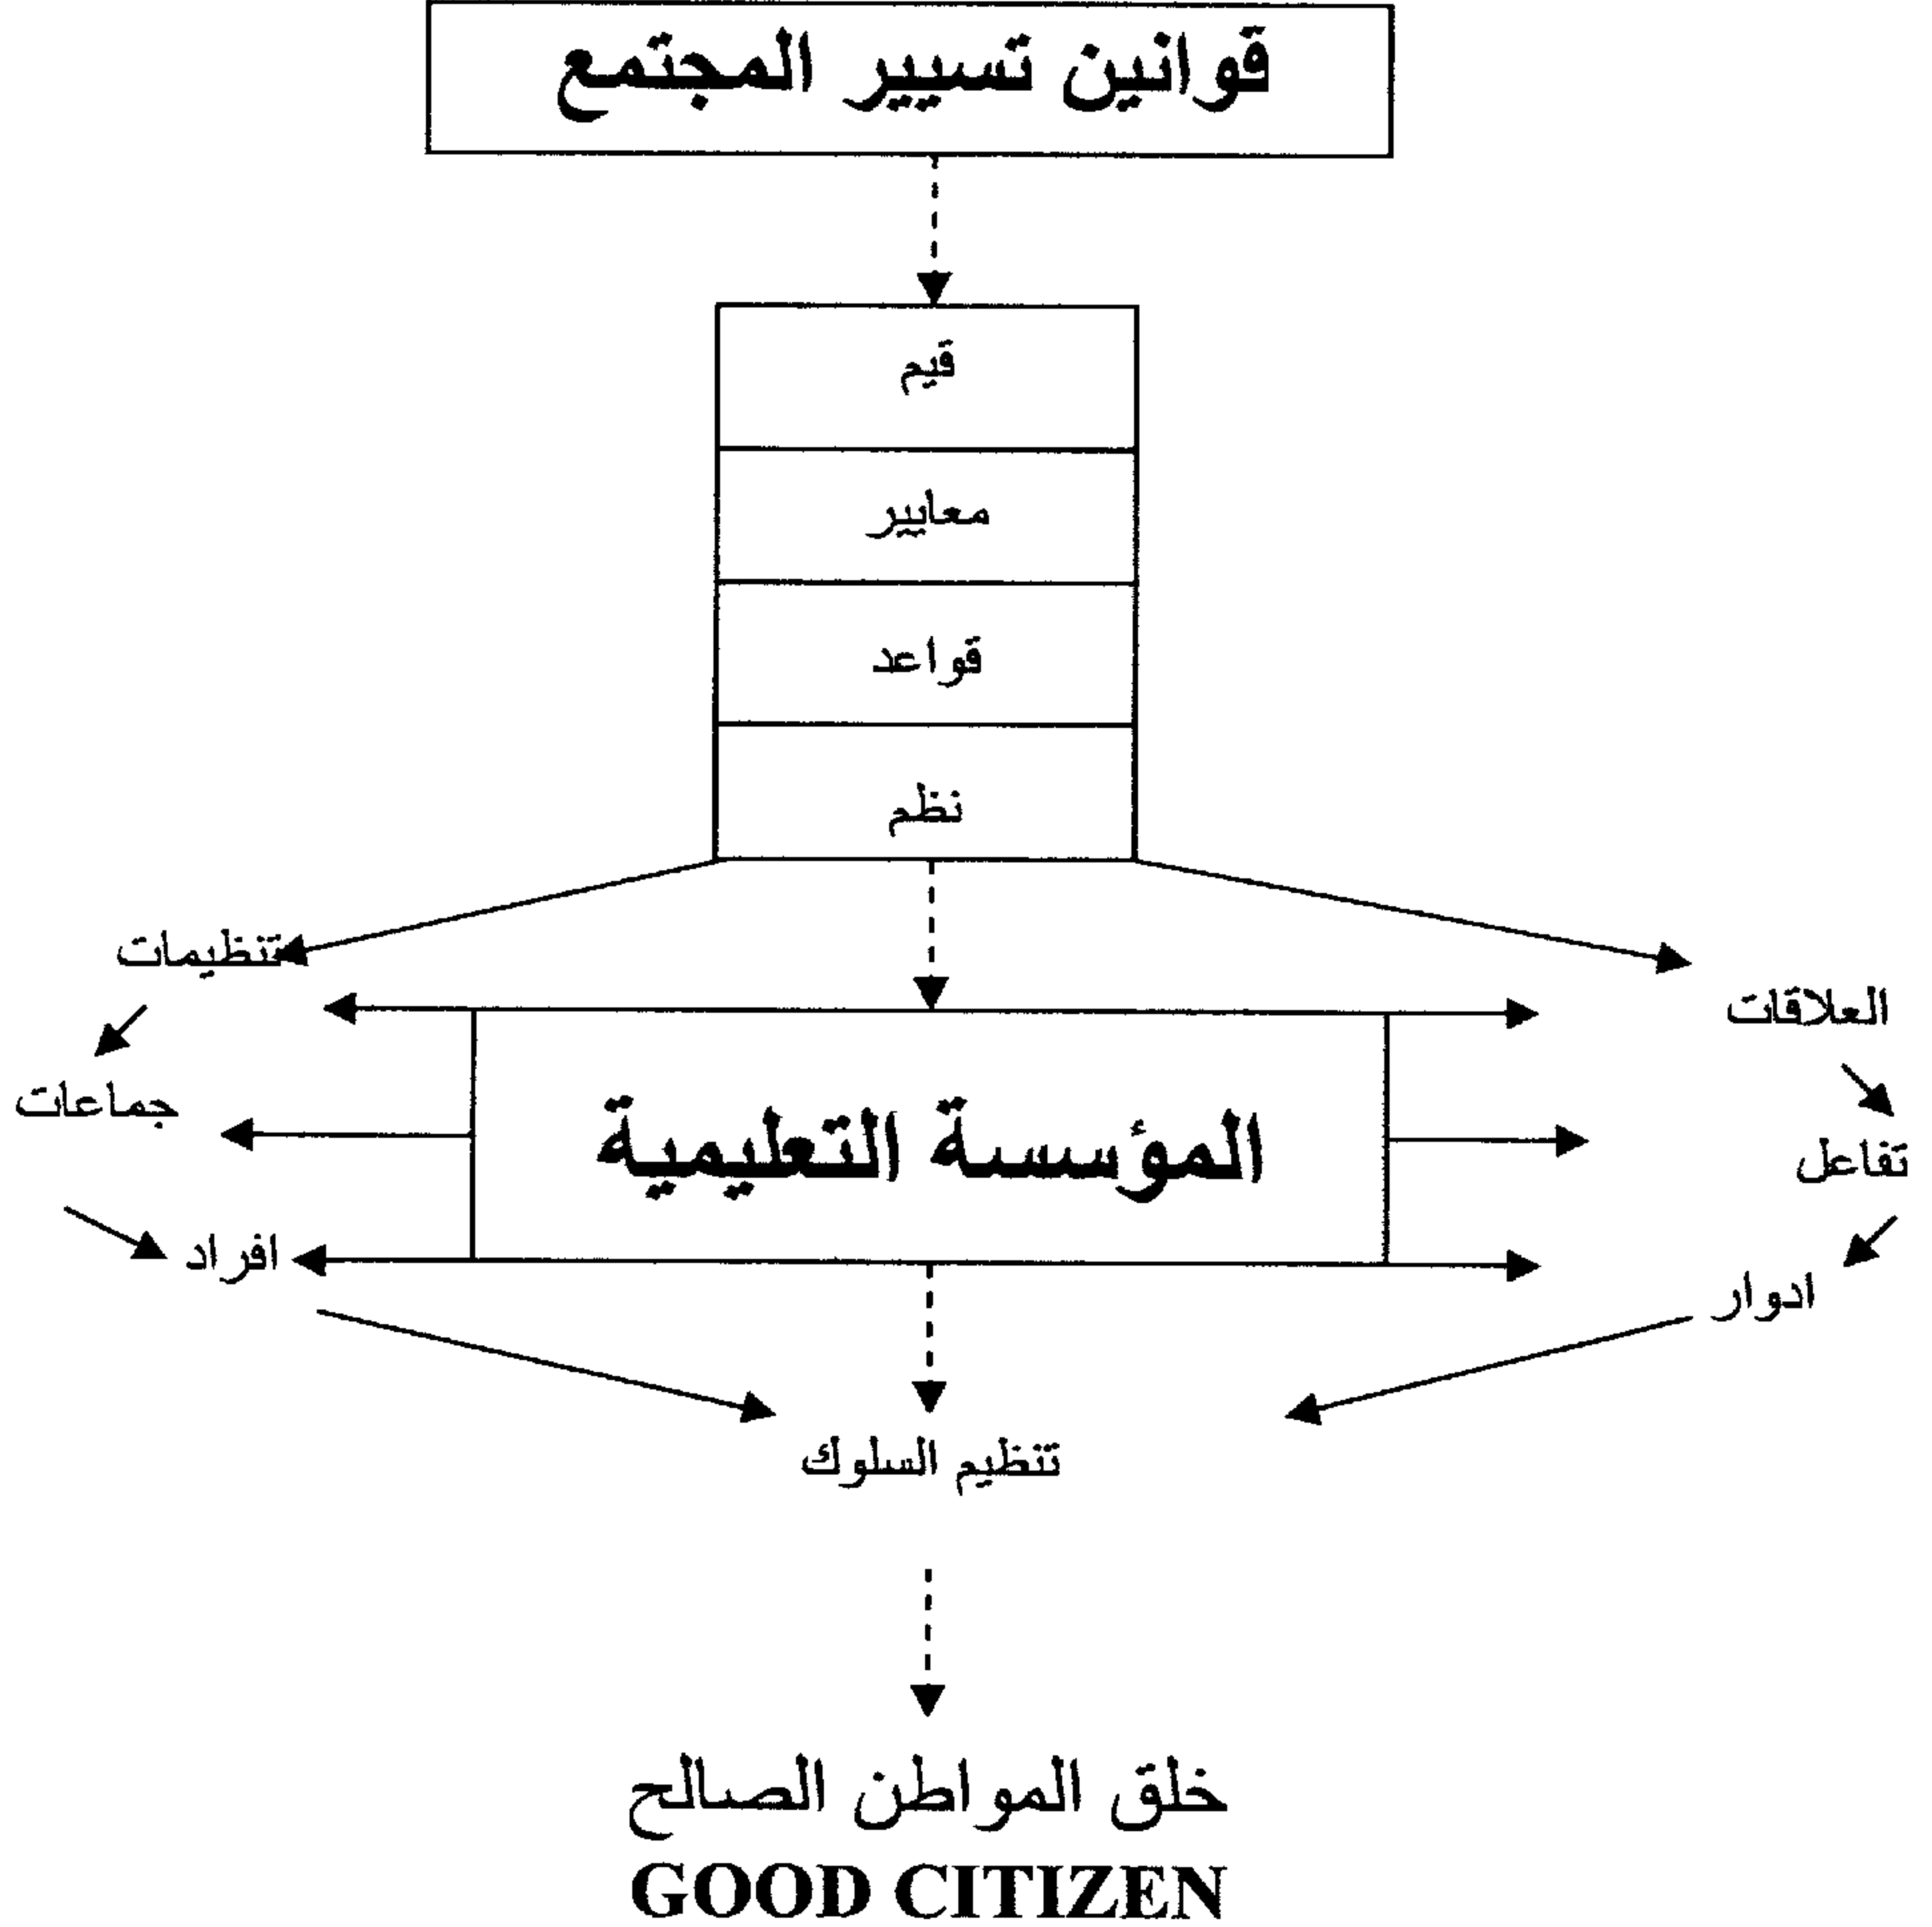 قوانين تسيير المجتمع
قيم
معايير
قواعد
نظم
تنظيمات
العلاقات
جماعات
المؤسسة التعليمية
تفاعل
افراد
ادوار
تنظيم السلوك
خلق المواطن الصالح
GOOD CITIZEN